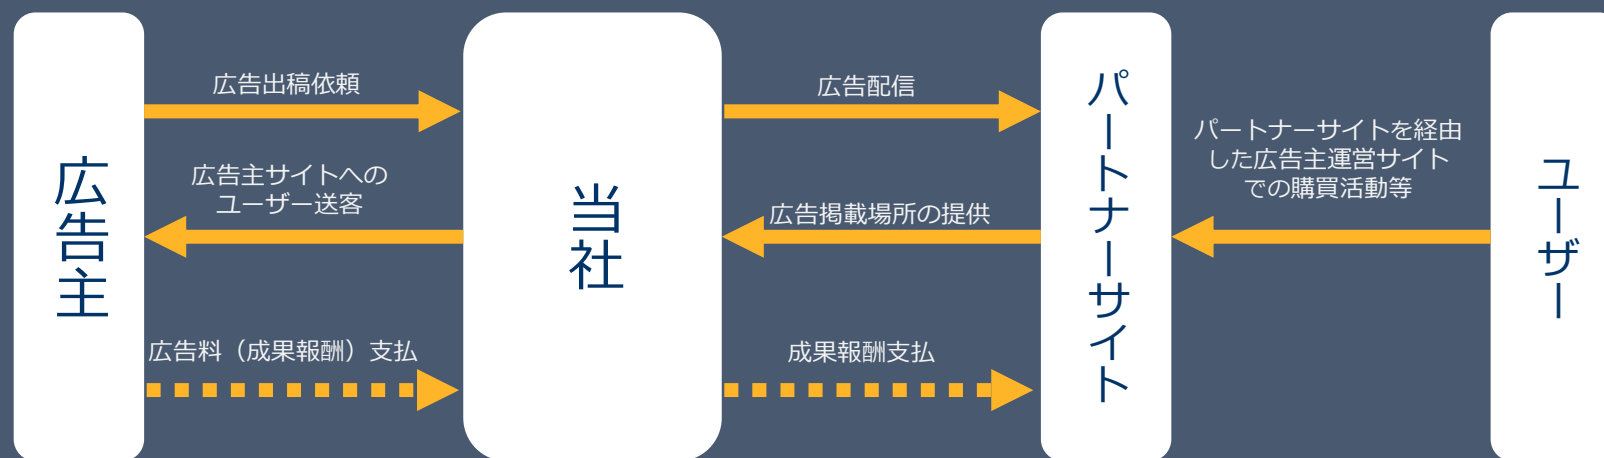 広告主
広告出稿依頼
広告主サイトへの
ユーザー送客
広告料（成果報酬）支払
当社
広告配信
広告掲載場所の提供
成果報酬支払
パートナーサイト
パートナーサイトを経由
した広告主運営サイト
での購買活動等
ユーザー